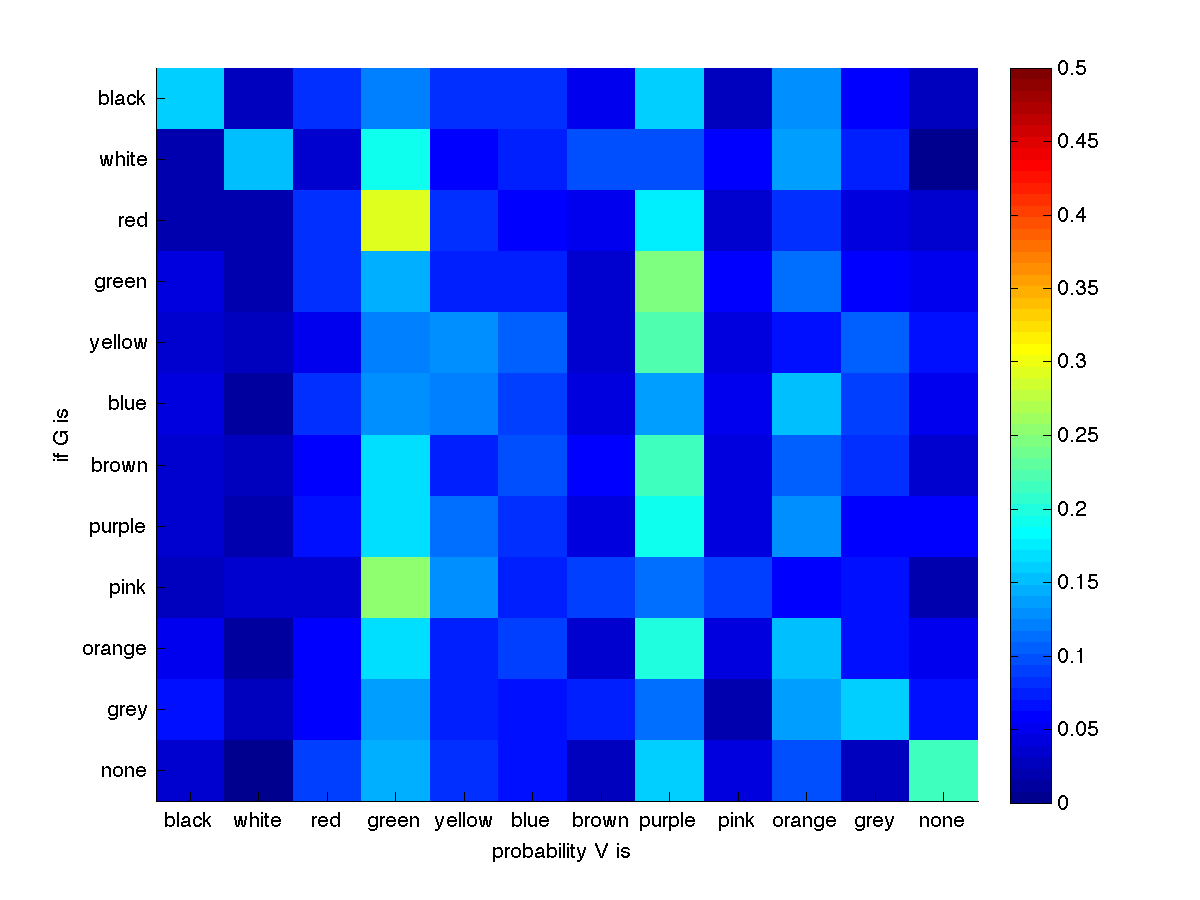 black
white
red
green
yellow
blue
brown
purple
pink
orange
grey
none
if G is
black white red green yellow blue brown purple pink orange grey none
probability V is
0.5
0.45
0.4
0.35
0.3
0.25
0.2
0.15
0.1
0.05
0